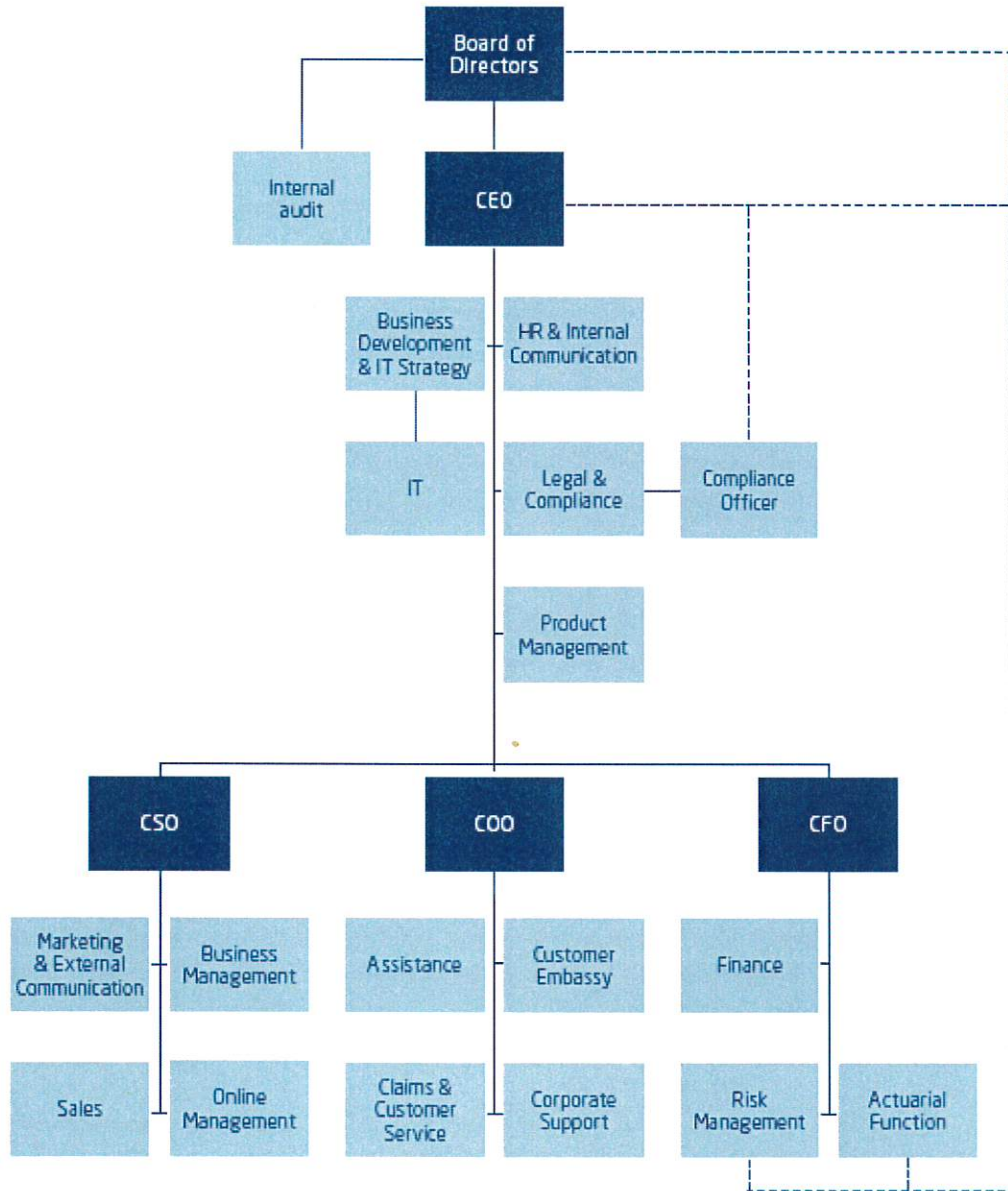 Board of
Directors
Internal
audit
CEO
Business
Development
& IT Strategy
HR & Internal
Communication
IT
Legal &
Compliance
Compliance
Officer
Product
Management
CSO
COO
CFO
Marketing
& External
Communication
Business
Management
Assistance
Customer
Embassy
Finance
Sales
Online
Management
Claims &
Customer
Service
Corporate
Support
Risk
Management
Actuarial
Function